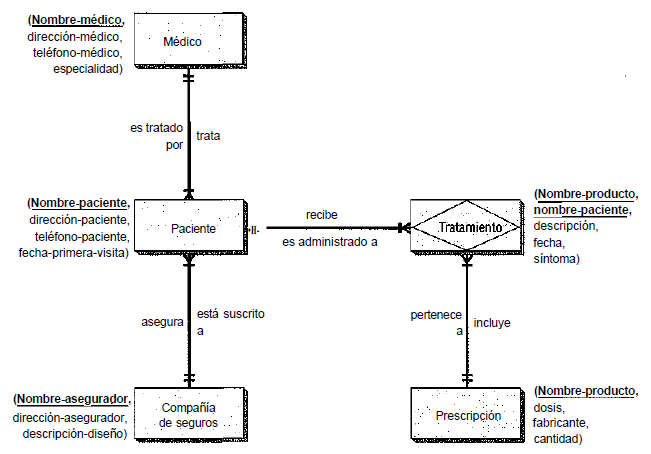 (Nombre-médico,
dirección-médico,
teléfono-médico,
especialidad)
Médico
es tratado
por
trata
(Nombre-paciente,
dirección-paciente,
teléfono-paciente,
fecha-primera-visita)
Paciente
recibe
es administrado a
Tratamiento
(Nombre-producto,
nombre-paciente,
descripción,
fecha,
síntoma)
asegura
está suscrito
a
pertenece
a
incluye
(Nombre-asegurador,
dirección-asegurador,
descripción-diseño)
Compañía
de seguros
Prescripción
(Nombre-producto,
dosis,
fabricante,
cantidad)